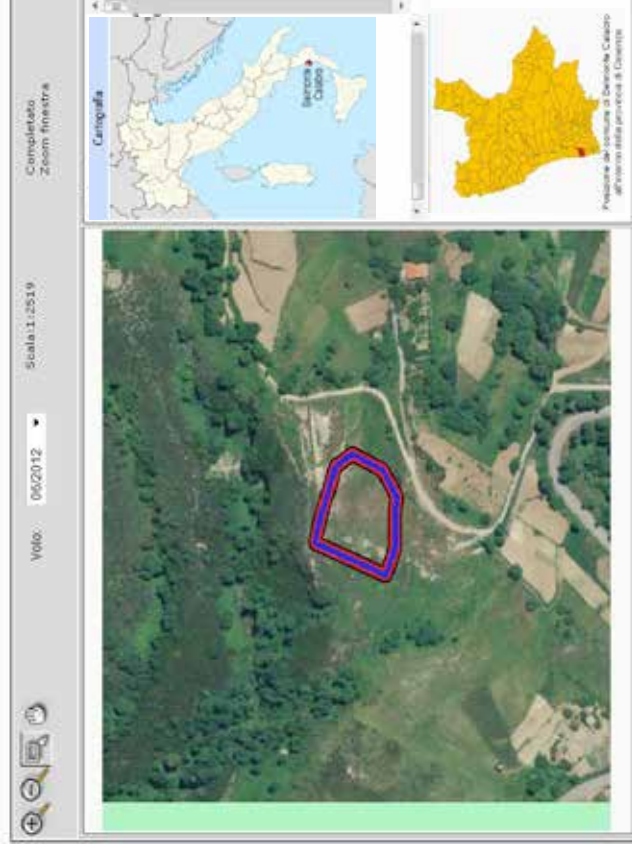 Volo: 06/2012
Scala:1:2519
Completato
Zoom finestra
Cartografia
Belmonte
Calabro
Posizione del comune di Belmonte Calabro
all'interno della provincia di Cosenza